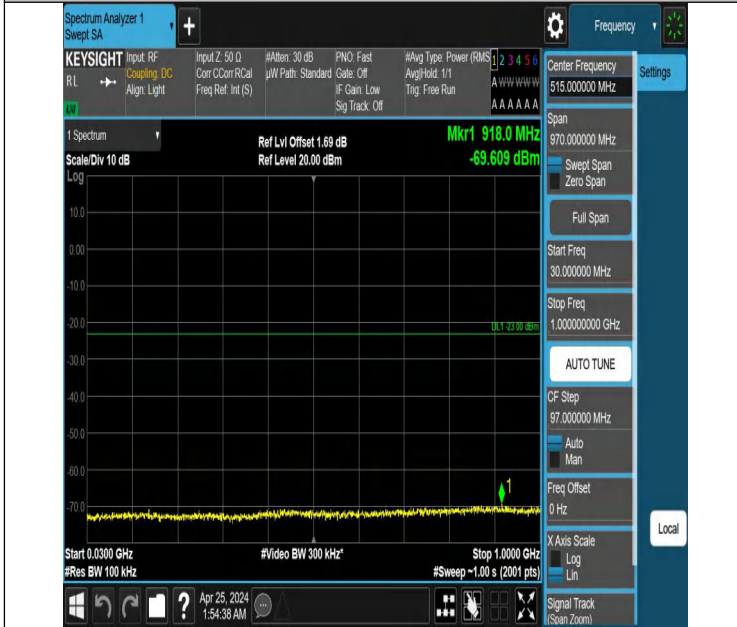 Spectrum Analyzer 1
Swept SA
+
Frequency
KEYSIGHT
RL
Input: RF
Coupling: DC
Align: Light
Input Z: 50 Ω
Corr CCorr RCal
Freq Ref: Int (S)
#Atten: 30 dB
µW Path: Standard
PNO: Fast
Gate: Off
IF Gain: Low
Sig Track: Off
#Avg Type: Power (RMS
Avg|Hold: 1/1
Trig: Free Run
1 2 3 4 5 6
A W W W W W
A A A A A A
LXI
1 Spectrum
Scale/Div 10 dB
Ref Lvl Offset 1.69 dB
Ref Level 20.00 dBm
Mkr1 918.0 MHz
-69.609 dBm
Log
10.0
0.00
-10.0
-20.0
DL1 -23.00 dBm
-30.0
-40.0
-50.0
-60.0
1
-70.0
Start 0.0300 GHz
#Res BW 100 kHz
#Video BW 300 kHz*
Stop 1.0000 GHz
#Sweep ~1.00 s (2001 pts)
?
Apr 25, 2024
1:54:38 AM
Center Frequency
515.000000 MHz
Settings
Span
970.000000 MHz
Swept Span
Zero Span
Full Span
Start Freq
30.000000 MHz
Stop Freq
1.000000000 GHz
AUTO TUNE
CF Step
97.000000 MHz
Auto
Man
Freq Offset
0 Hz
Local
X Axis Scale
Log
Lin
Signal Track
(Span Zoom)